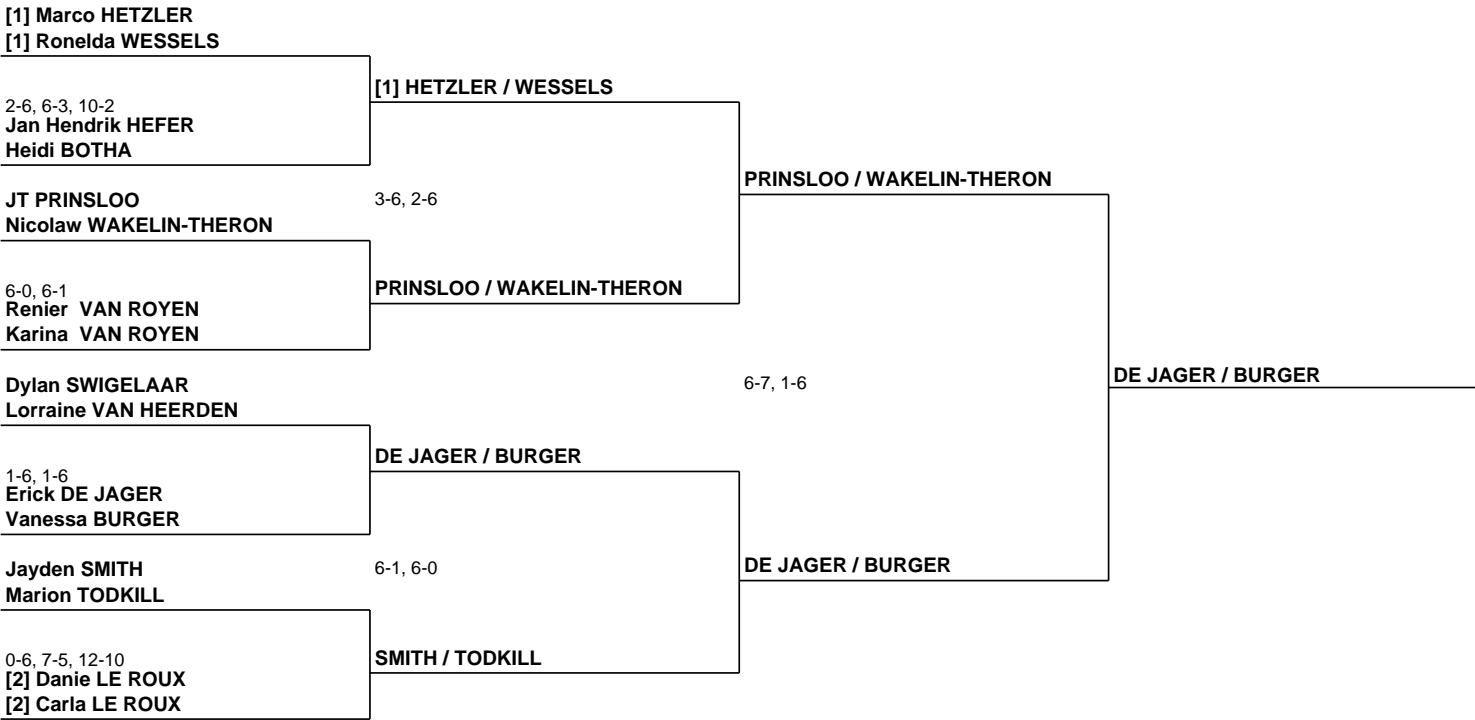 [1] Marco HETZLER
[1] Ronelda WESSELS
[1] HETZLER / WESSELS
2-6, 6-3, 10-2
Jan Hendrik HEFER
Heidi BOTHA
PRINSLOO / WAKELIN-THERON
JT PRINSLOO
3-6, 2-6
Nicolaw WAKELIN-THERON
6-0, 6-1
PRINSLOO / WAKELIN-THERON
Renier  VAN ROYEN
Karina  VAN ROYEN
Dylan SWIGELAAR
6-7, 1-6
DE JAGER / BURGER
Lorraine VAN HEERDEN
DE JAGER / BURGER
1-6, 1-6
Erick DE JAGER
Vanessa BURGER
Jayden SMITH
6-1, 6-0
DE JAGER / BURGER
Marion TODKILL
0-6, 7-5, 12-10
SMITH / TODKILL
[2] Danie LE ROUX
[2] Carla LE ROUX